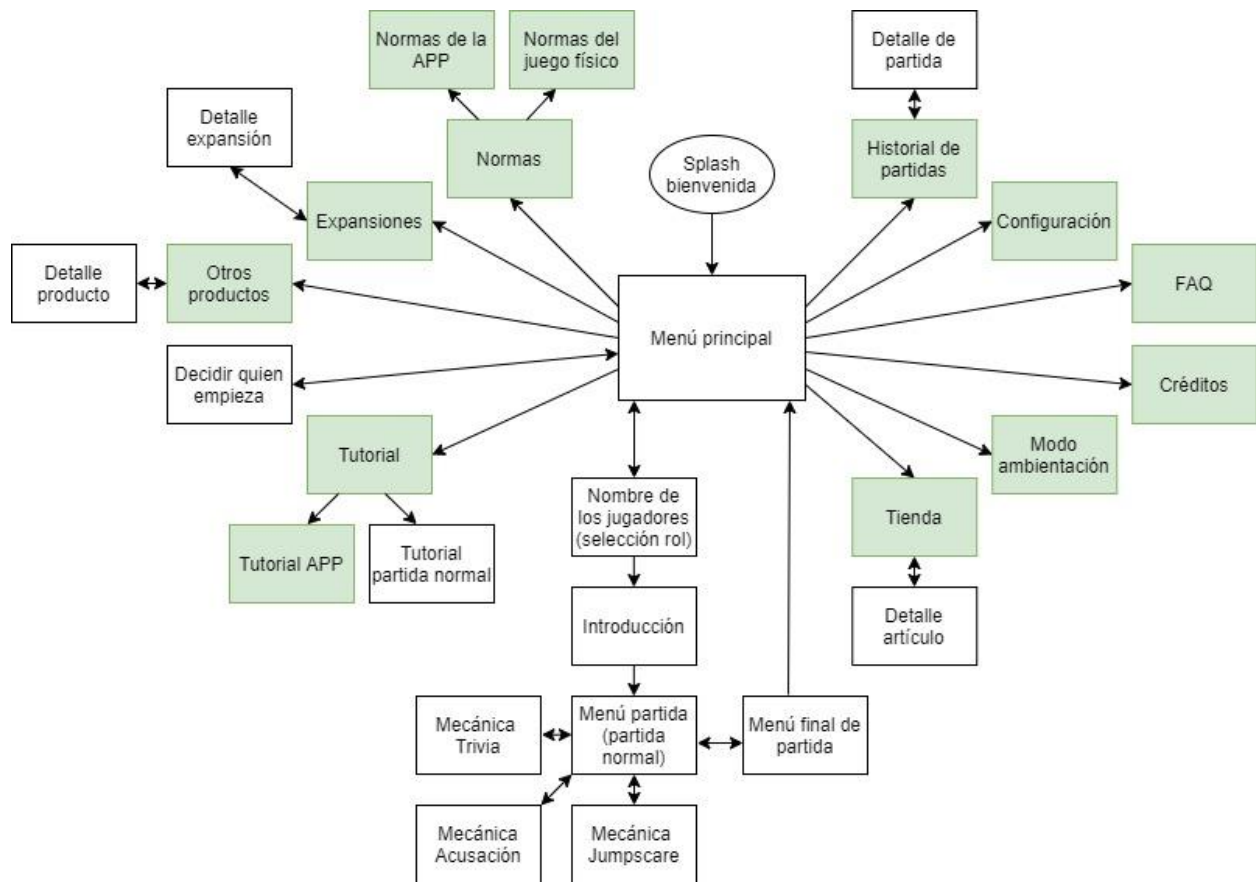 Normas de la
APP
Normas del
juego físico
Detalle de
partida
Detalle
expansión
Normas
Splash
bienvenida
Historial de
partidas
Expansiones
Configuración
Detalle
producto
Otros
productos
FAQ
Menú principal
Decidir quien
empieza
Créditos
Tutorial
Modo
ambientación
Nombre de
los jugadores
(selección rol)
Tienda
Tutorial APP
Tutorial
partida normal
Introducción
Detalle
artículo
Mecánica
Trivia
Menú partida
(partida
normal)
Menú final de
partida
Mecánica
Acusación
Mecánica
Jumpscare